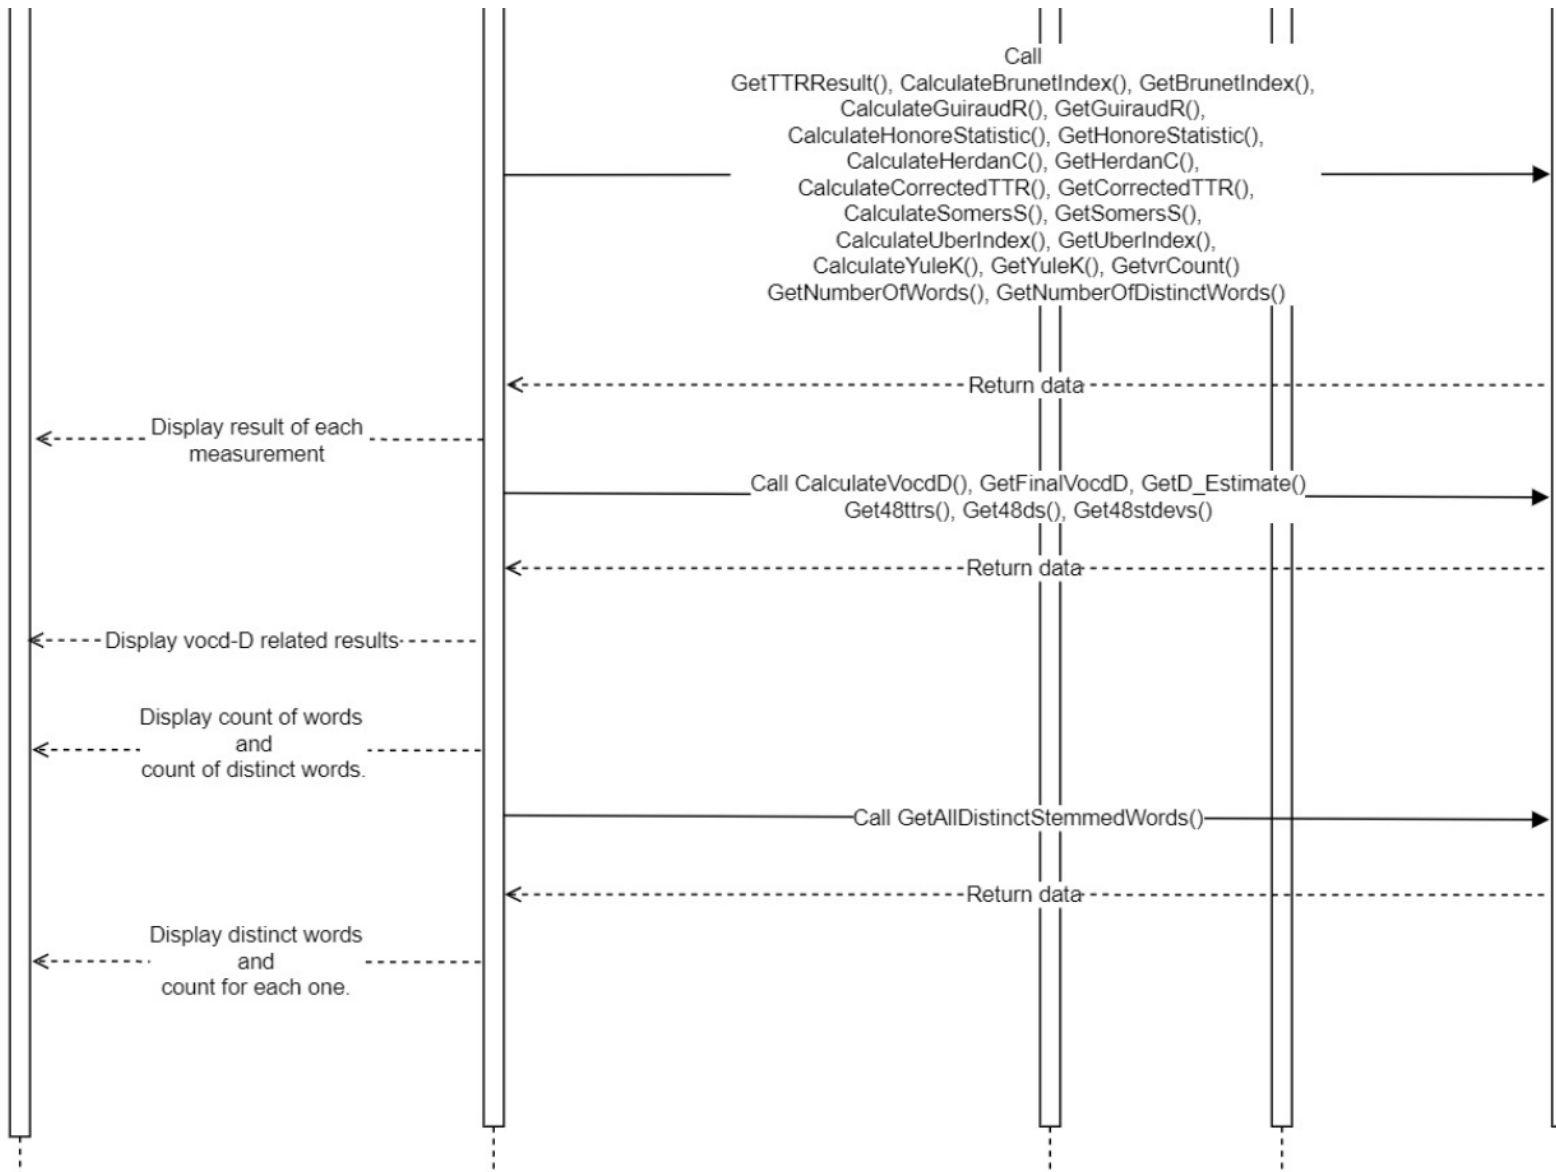 Call
GetTTRResult(), CalculateBrunetIndex(), GetBrunetIndex(),
CalculateGuiraudR(), GetGuiraudR(),
CalculateHonoreStatistic(), GetHonoreStatistic(),
CalculateHerdanC(), GetHerdanC(),
CalculateCorrectedTTR(), GetCorrectedTTR(),
CalculateSomersS(), GetSomersS(),
CalculateUberIndex(), GetUberIndex(),
CalculateYuleK(), GetYuleK(), GetvrCount()
GetNumberOfWords(), GetNumberOfDistinctWords()
Return data
Display result of each
measurement
Call CalculateVocdD(), GetFinalVocdD, GetD_Estimate()
Get48ttrs(), Get48ds(), Get48stdevs()
Return data
Display vocd-D related results
Display count of words
and
count of distinct words.
Call GetAllDistinctStemmedWords()
Return data
Display distinct words
and
count for each one.